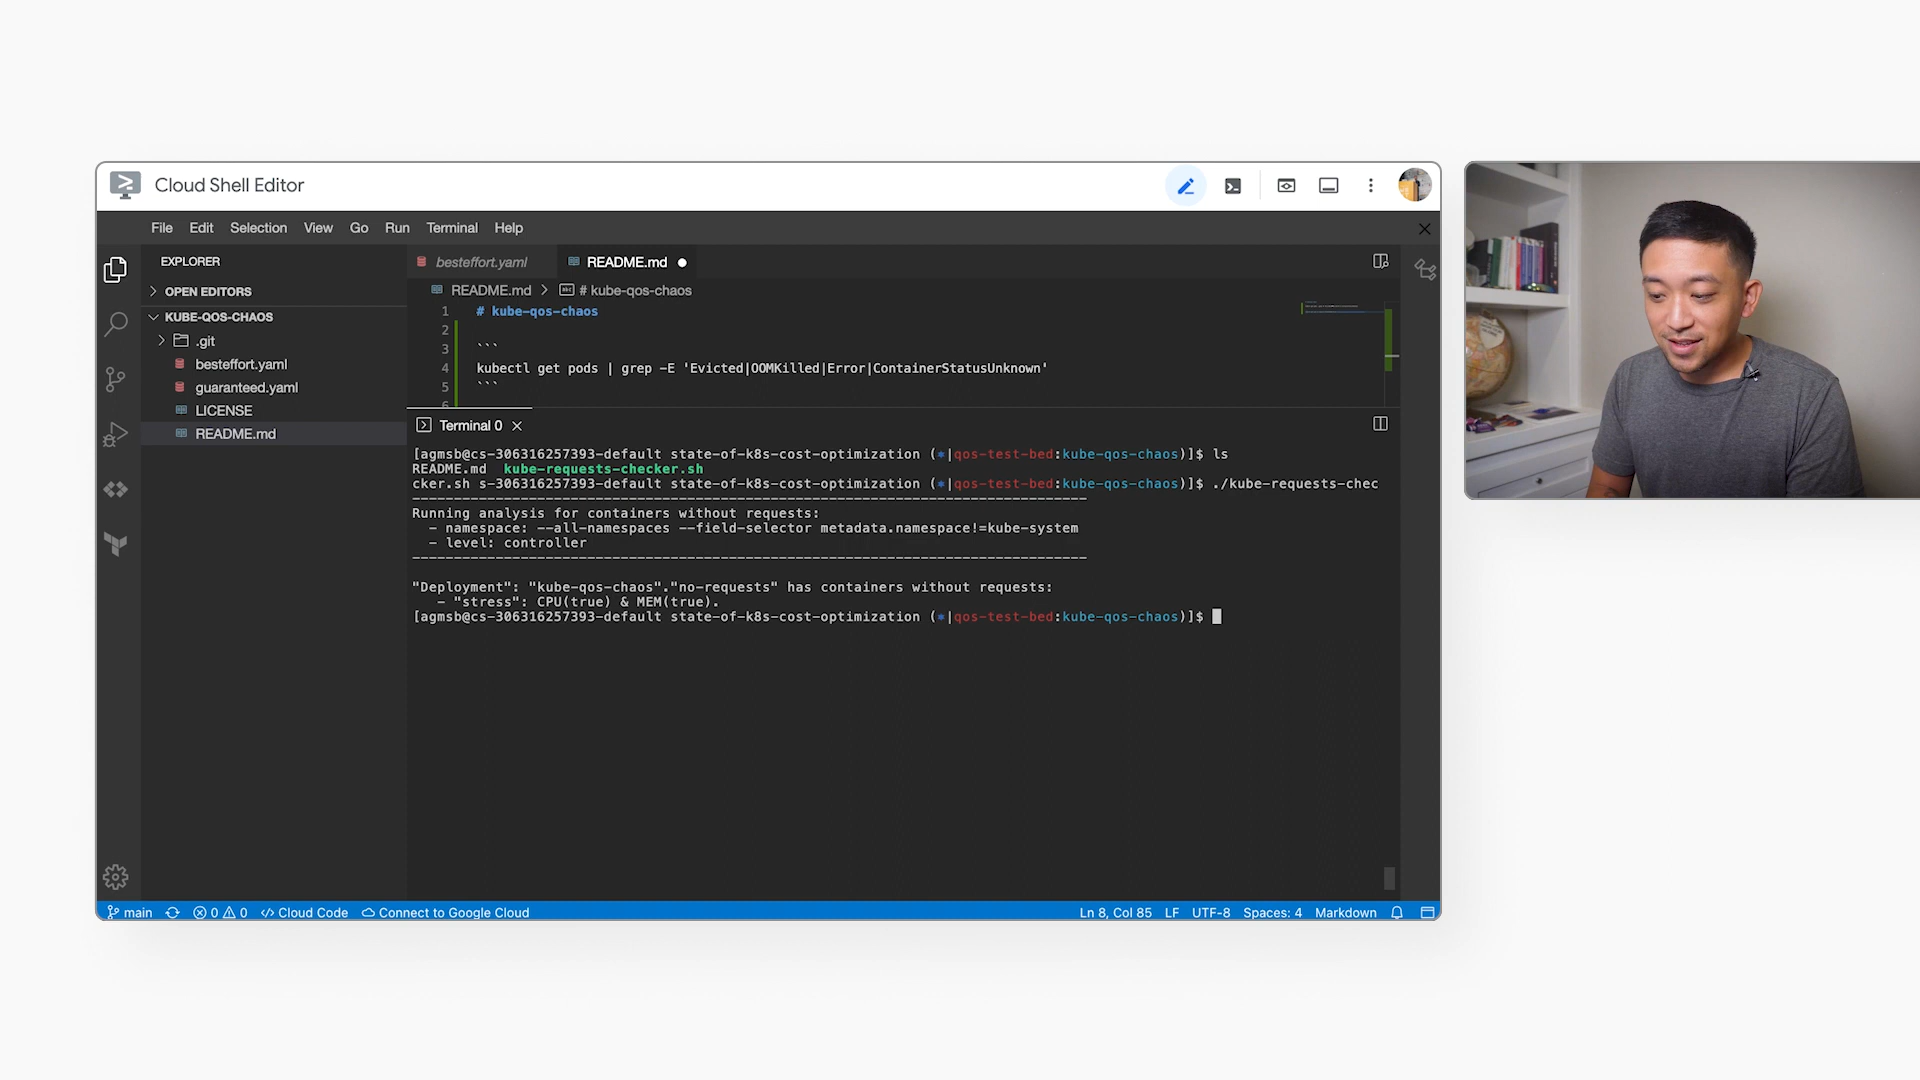 Cloud Shell Editor
File Edit Selection View Go Run Terminal Help
EXPLORER
OPEN EDITORS
KUBE-QOS-CHAOS
.git
besteffort.yaml
guaranteed.yaml
LICENSE
README.md
besteffort.yaml README.md
README.md > # kube-qos-chaos
1 # kube-qos-chaos
2
3 ```
4 kubectl get pods | grep -E 'Evicted|OOMKilled|Error|ContainerStatusUnknown'
5 ```
6
Terminal 0
[agmsb@cs-306316257393-default state-of-k8s-cost-optimization (⎈|qos-test-bed:kube-qos-chaos)]$ ls
README.md kube-requests-checker.sh
cker.sh s-306316257393-default state-of-k8s-cost-optimization (⎈|qos-test-bed:kube-qos-chaos)]$ ./kube-requests-chec
---------------------------------------------------------------------------------
Running analysis for containers without requests:
- namespace: --all-namespaces --field-selector metadata.namespace!=kube-system
- level: controller
---------------------------------------------------------------------------------
"Deployment": "kube-qos-chaos"."no-requests" has containers without requests:
- "stress": CPU(true) & MEM(true).
[agmsb@cs-306316257393-default state-of-k8s-cost-optimization (⎈|qos-test-bed:kube-qos-chaos)]$
main 0 0 Cloud Code Connect to Google Cloud Ln 8, Col 85 LF UTF-8 Spaces: 4 Markdown